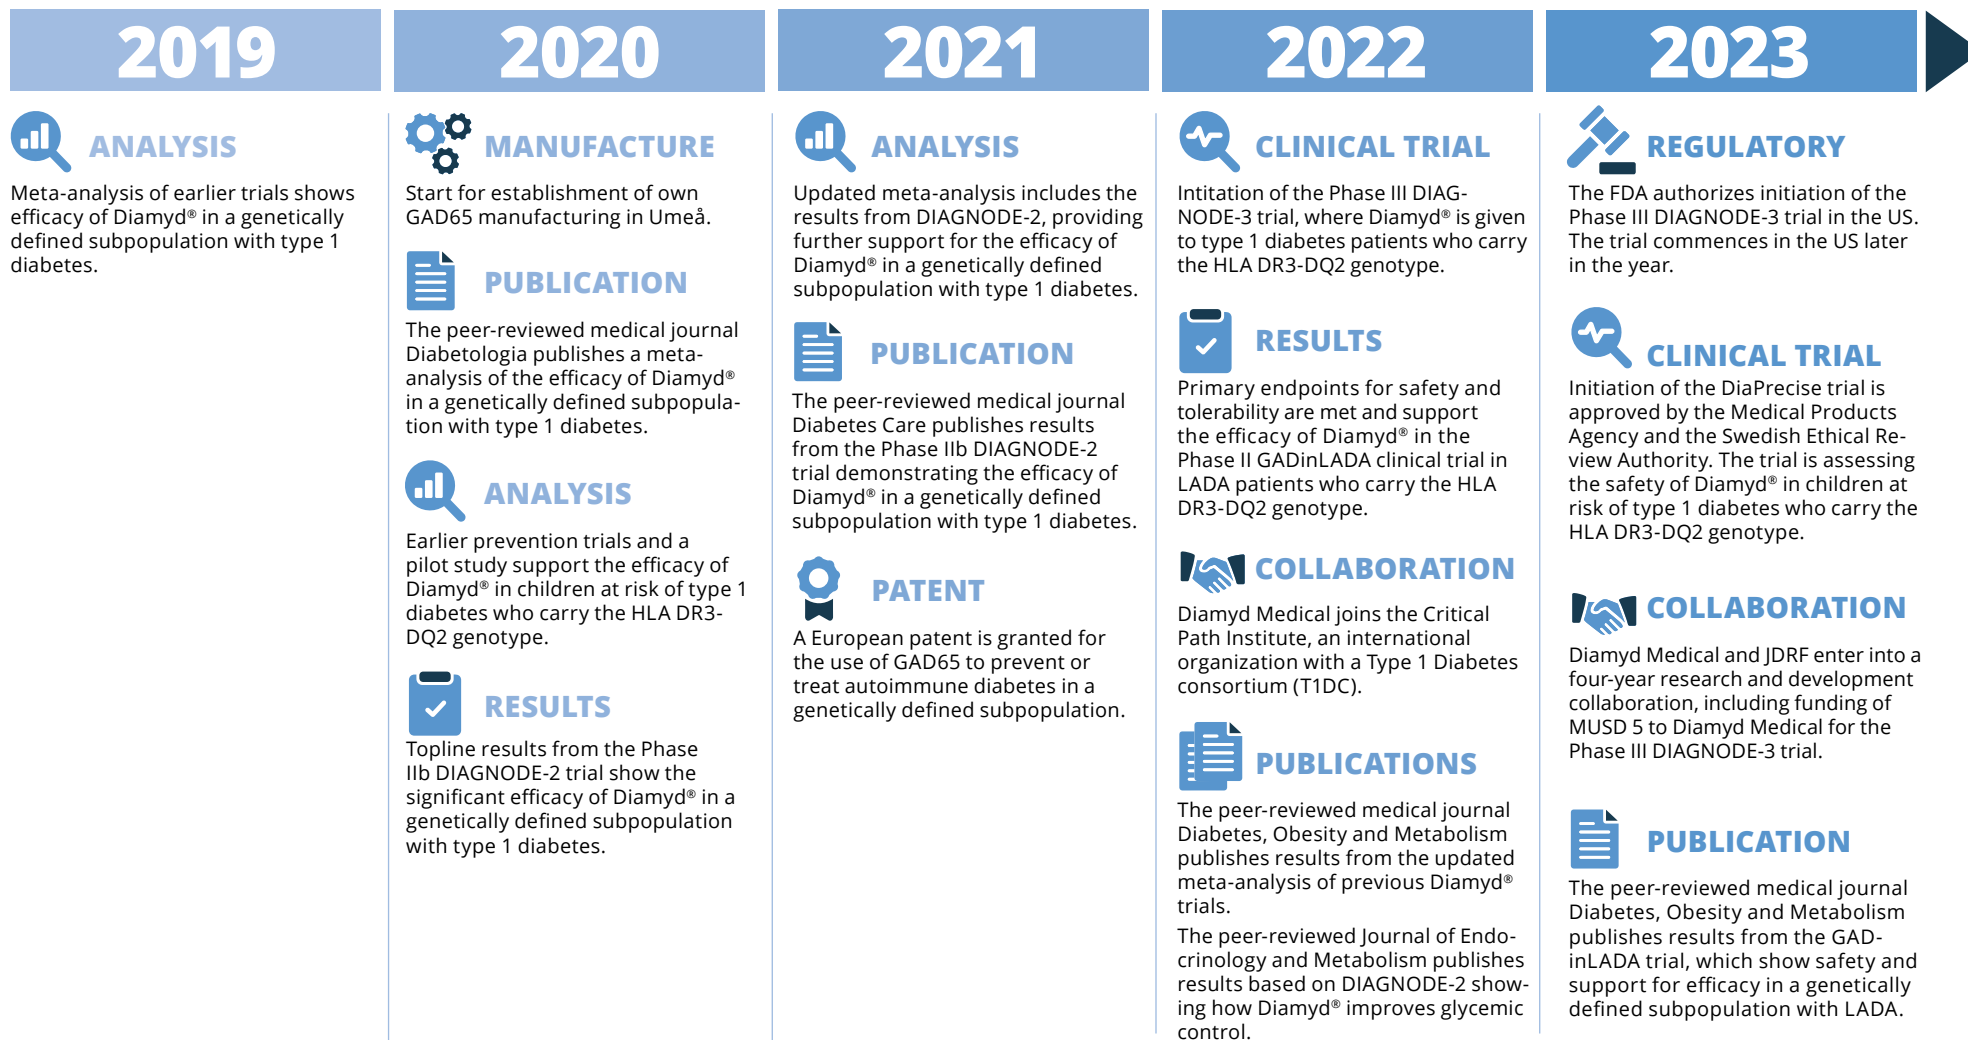 2019
ANALYSIS
Meta-analysis of earlier trials shows
efficacy of Diamyd® in a genetically
defined subpopulation with type 1
diabetes.
2020
MANUFACTURE
Start for establishment of own
GAD65 manufacturing in Umeå.
PUBLICATION
The peer-reviewed medical journal
Diabetologia publishes a meta-
analysis of the efficacy of Diamyd®
in a genetically defined subpopula-
tion with type 1 diabetes.
ANALYSIS
Earlier prevention trials and a
pilot study support the efficacy of
Diamyd® in children at risk of type 1
diabetes who carry the HLA DR3-
DQ2 genotype.
RESULTS
Topline results from the Phase
IIb DIAGNODE-2 trial show the
significant efficacy of Diamyd® in a
genetically defined subpopulation
with type 1 diabetes.
2021
ANALYSIS
Updated meta-analysis includes the
results from DIAGNODE-2, providing
further support for the efficacy of
Diamyd® in a genetically defined
subpopulation with type 1 diabetes.
PUBLICATION
The peer-reviewed medical journal
Diabetes Care publishes results
from the Phase IIb DIAGNODE-2
trial demonstrating the efficacy of
Diamyd® in a genetically defined
subpopulation with type 1 diabetes.
PATENT
A European patent is granted for
the use of GAD65 to prevent or
treat autoimmune diabetes in a
genetically defined subpopulation.
2022
CLINICAL TRIAL
Intitation of the Phase III DIAG-
NODE-3 trial, where Diamyd® is given
to type 1 diabetes patients who carry
the HLA DR3-DQ2 genotype.
RESULTS
Primary endpoints for safety and
tolerability are met and support
the efficacy of Diamyd® in the
Phase II GADinLADA clinical trial in
LADA patients who carry the HLA
DR3-DQ2 genotype.
COLLABORATION
Diamyd Medical joins the Critical
Path Institute, an international
organization with a Type 1 Diabetes
consortium (T1DC).
PUBLICATIONS
The peer-reviewed medical journal
Diabetes, Obesity and Metabolism
publishes results from the updated
meta-analysis of previous Diamyd®
trials.
The peer-reviewed Journal of Endo-
crinology and Metabolism publishes
results based on DIAGNODE-2 show-
ing how Diamyd® improves glycemic
control.
2023
REGULATORY
The FDA authorizes initiation of the
Phase III DIAGNODE-3 trial in the US.
The trial commences in the US later
in the year.
CLINICAL TRIAL
Initiation of the DiaPrecise trial is
approved by the Medical Products
Agency and the Swedish Ethical Re-
view Authority. The trial is assessing
the safety of Diamyd® in children at
risk of type 1 diabetes who carry the
HLA DR3-DQ2 genotype.
COLLABORATION
Diamyd Medical and JDRF enter into a
four-year research and development
collaboration, including funding of
MUSD 5 to Diamyd Medical for the
Phase III DIAGNODE-3 trial.
PUBLICATION
The peer-reviewed medical journal
Diabetes, Obesity and Metabolism
publishes results from the GAD-
inLADA trial, which show safety and
support for efficacy in a genetically
defined subpopulation with LADA.